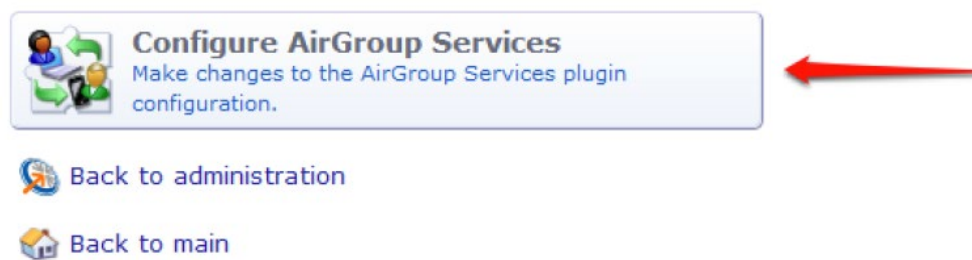 Configure AirGroup Services
Make changes to the AirGroup Services plugin
configuration.
Back to administration
Back to main